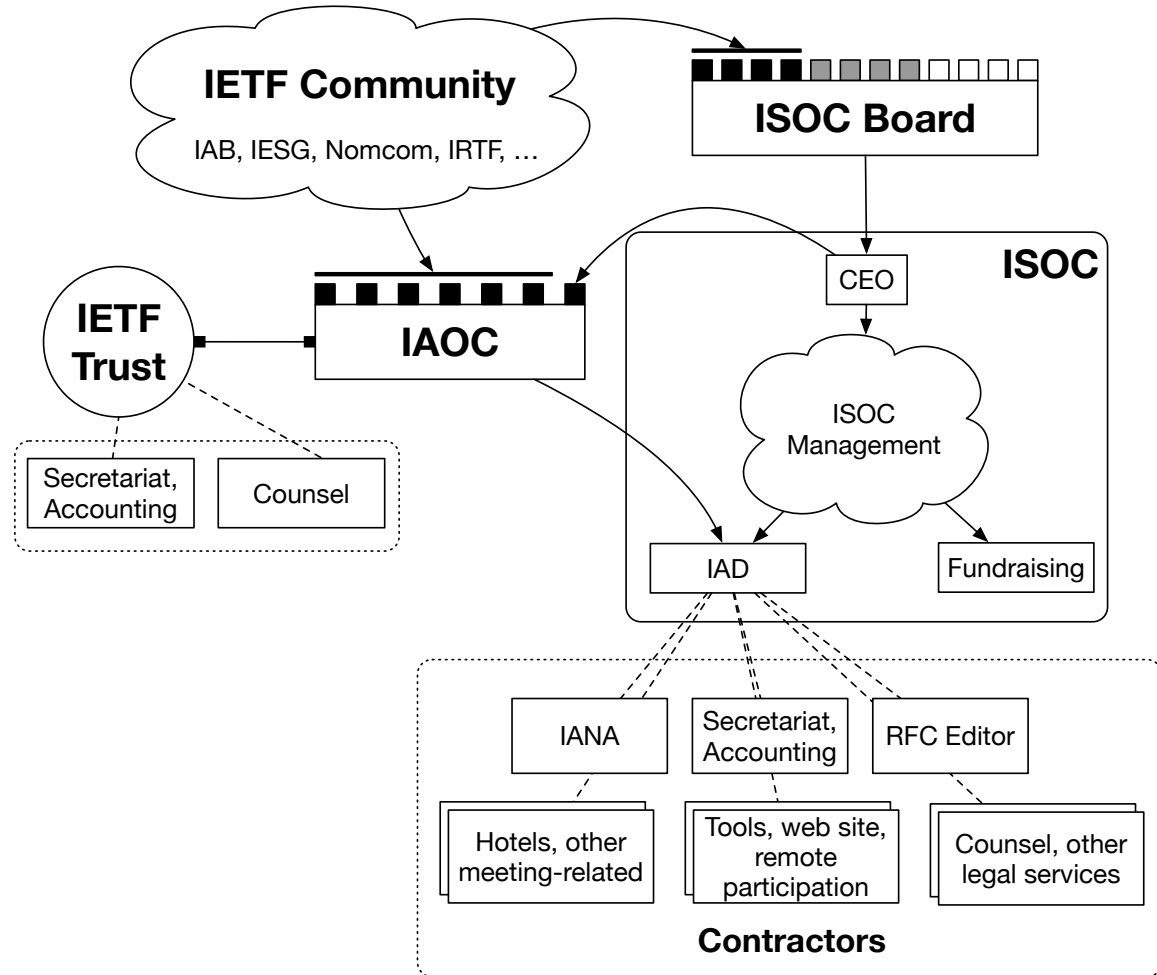 IETF Community
IAB, IESG, Nomcom, IRTF, …
ISOC Board
ISOC
CEO
IETF
Trust
IAOC
ISOC
Management
Secretariat,
Accounting
Counsel
IAD
Fundraising
IANA
Secretariat,
Accounting
RFC Editor
Hotels, other
meeting-related
Tools, web site,
remote
participation
Counsel, other
legal services
Contractors